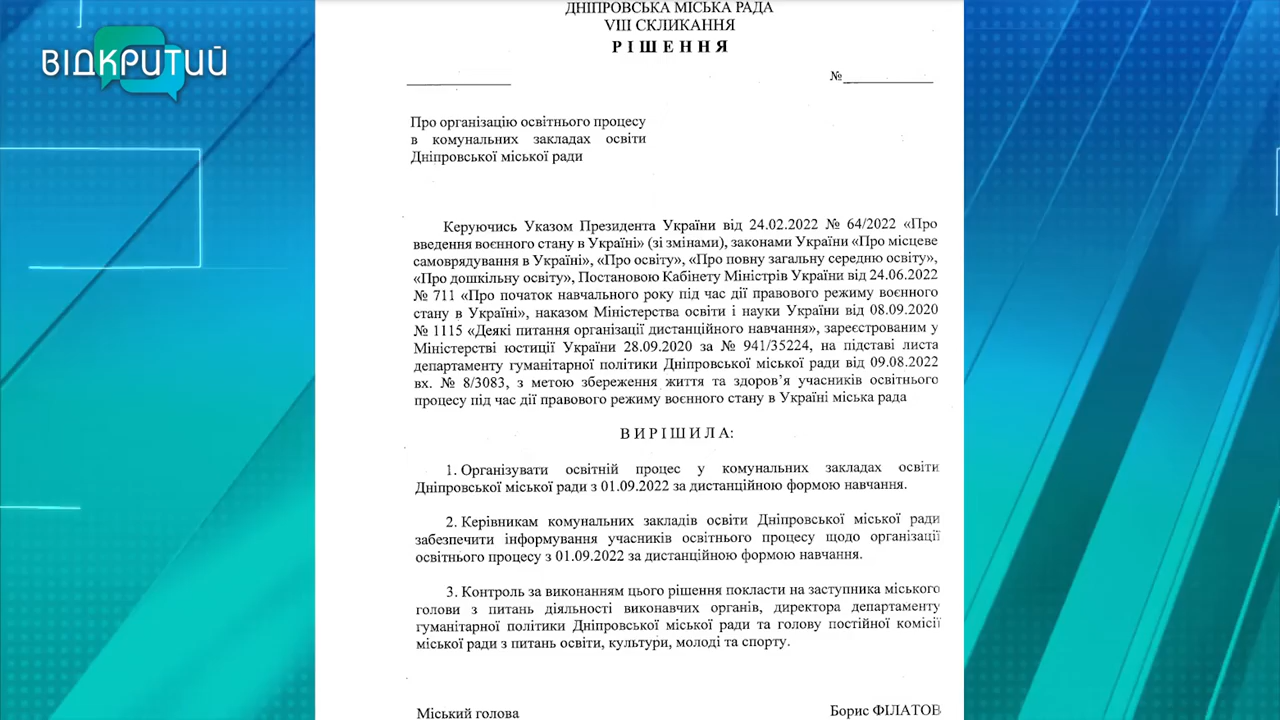 ВІДКРИТИЙ
ДНІПРОВСЬКА МІСЬКА РАДА
VIII СКЛИКАННЯ
Р І Ш Е Н Н Я
___________ №___________
Про організацію освітнього процесу
в комунальних закладах освіти
Дніпровської міської ради
Керуючись Указом Президента України від 24.02.2022 № 64/2022 «Про
введення воєнного стану в Україні» (зі змінами), законами України «Про місцеве
самоврядування в Україні», «Про освіту», «Про повну загальну середню освіту»,
«Про дошкільну освіту», Постановою Кабінету Міністрів України від 24.06.2022
№ 711 «Про початок навчального року під час дії правового режиму воєнного
стану в Україні», наказом Міністерства освіти і науки України від 08.09.2020
№ 1115 «Деякі питання організації дистанційного навчання», зареєстрованим у
Міністерстві юстиції України 28.09.2020 за № 941/35224, на підставі листа
департаменту гуманітарної політики Дніпровської міської ради від 09.08.2022
вх. № 8/3083, з метою збереження життя та здоров’я учасників освітнього
процесу під час дії правового режиму воєнного стану в Україні міська рада
В И Р І Ш И Л А:
1. Організувати освітній процес у комунальних закладах освіти
Дніпровської міської ради з 01.09.2022 за дистанційною формою навчання.
2. Керівникам комунальних закладів освіти Дніпровської міської ради
забезпечити інформування учасників освітнього процесу щодо організації
освітнього процесу з 01.09.2022 за дистанційною формою навчання.
3. Контроль за виконанням цього рішення покласти на заступника міського
голови з питань діяльності виконавчих органів, директора департаменту
гуманітарної політики Дніпровської міської ради та голову постійної комісії
міської ради з питань освіти, культури, молоді та спорту.
Міський голова Борис ФІЛАТОВ